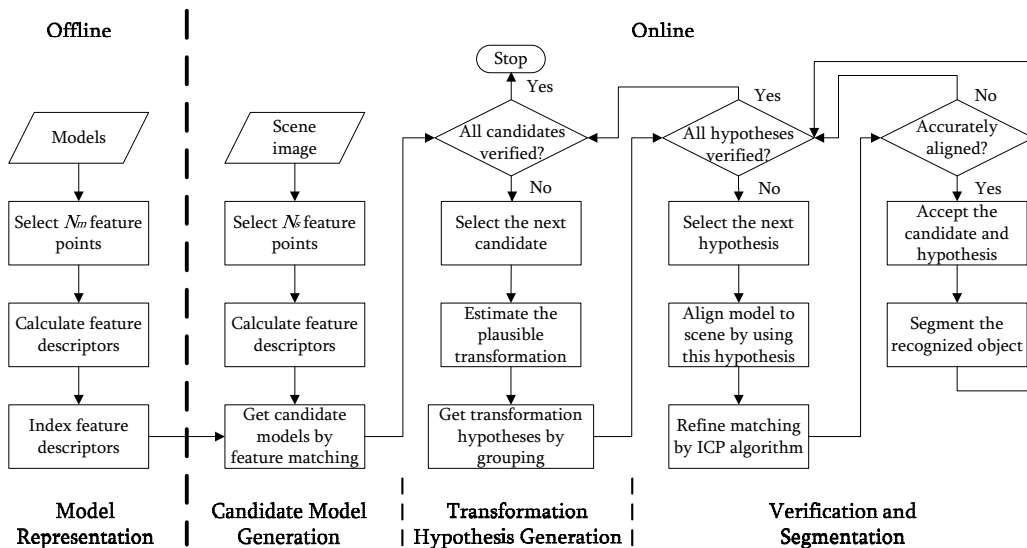 Offline
Online
Models
Select Nm feature
points
Calculate feature
descriptors
Index feature
descriptors
Model
Representation
Scene
image
Select Ns feature
points
Calculate feature
descriptors
Get candidate
models by
feature matching
Candidate Model
Generation
Stop
Yes
All candidates
verified?
No
Select the next
candidate
Estimate the
plausible
transformation
Get transformation
hypotheses by
grouping
Transformation
Hypothesis Generation
Yes
All hypotheses
verified?
No
Select the next
hypothesis
Align model to
scene by using
this hypothesis
Refine matching
by ICP algorithm
No
Accurately
aligned?
Yes
Accept the
candidate and
hypothesis
Segment the
recognized object
Verification and
Segmentation